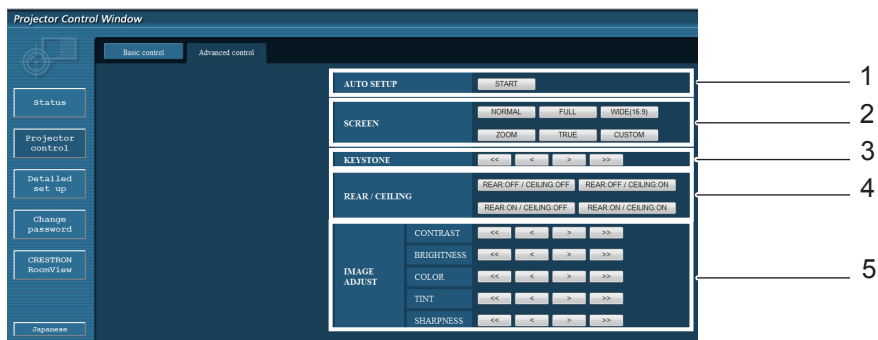 Projector Control Window
Basic control Advanced control
Status
Projector control
Detailed set up
Change password
CRESTRON RoomView
Japanese
AUTO SETUP START 1
SCREEN NORMAL FULL WIDE(16:9) 2
ZOOM TRUE CUSTOM
KEYSTONE << < > >> 3
REAR / CEILING REAR:OFF / CEILING:OFF REAR:OFF / CEILING:ON 4
REAR:ON / CEILING:OFF REAR:ON / CEILING:ON
IMAGE ADJUST 5
CONTRAST << < > >>
BRIGHTNESS << < > >>
COLOR << < > >>
TINT << < > >>
SHARPNESS << < > >>